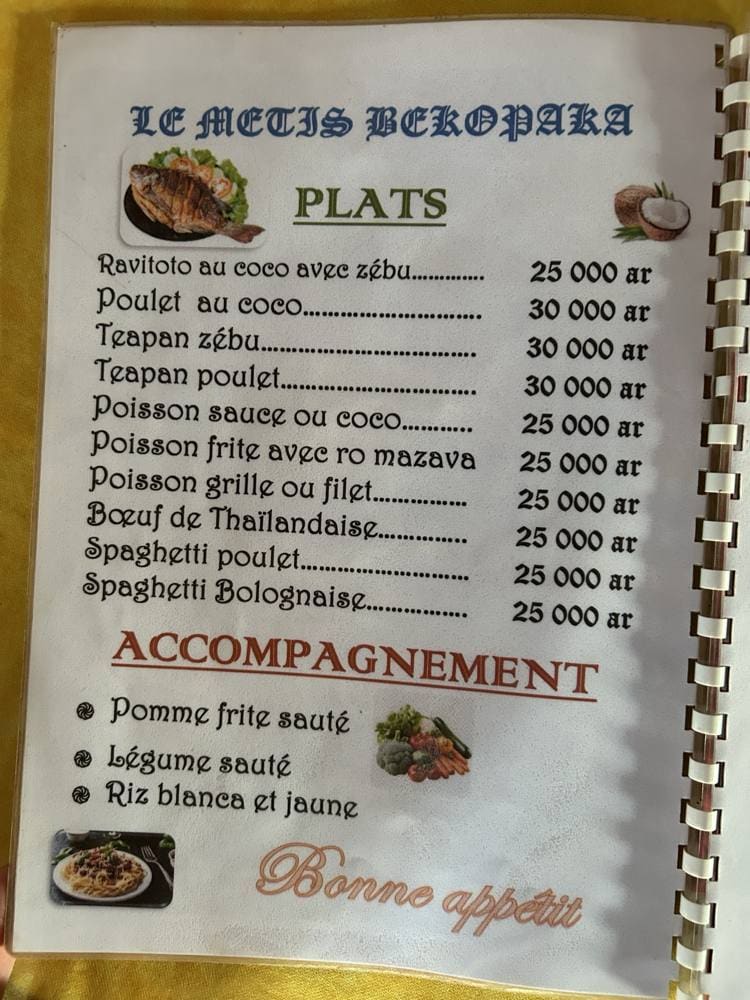 LE METIS BEKOPAKA
PLATS
Ravitoto au coco avec zébu.............. 25 000 ar
Poulet au coco.................................. 30 000 ar
Teapan zébu........................................ 30 000 ar
Teapan poulet.................................... 30 000 ar
Poisson sauce ou coco........... 25 000 ar
Poisson frite avec ro mazava 25 000 ar
Poisson grille ou filet............... 25 000 ar
Bœuf de Thaïlandaise.............. 25 000 ar
Spaghetti poulet............................. 25 000 ar
Spaghetti Bolognaise................. 25 000 ar
ACCOMPAGNEMENT
Pomme frite sauté
Légume sauté
Riz blanca et jaune
Bonne appétit